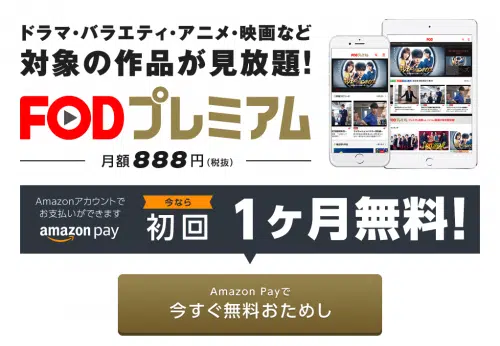 ドラマ・バラエティ・アニメ・映画など
対象の作品が見放題!
FODプレミアム
月額888円(税抜)
Amazonアカウントで
お支払いができます
amazon pay
今なら
初回
1ヶ月無料!
Amazon Payで
今すぐ無料おためし